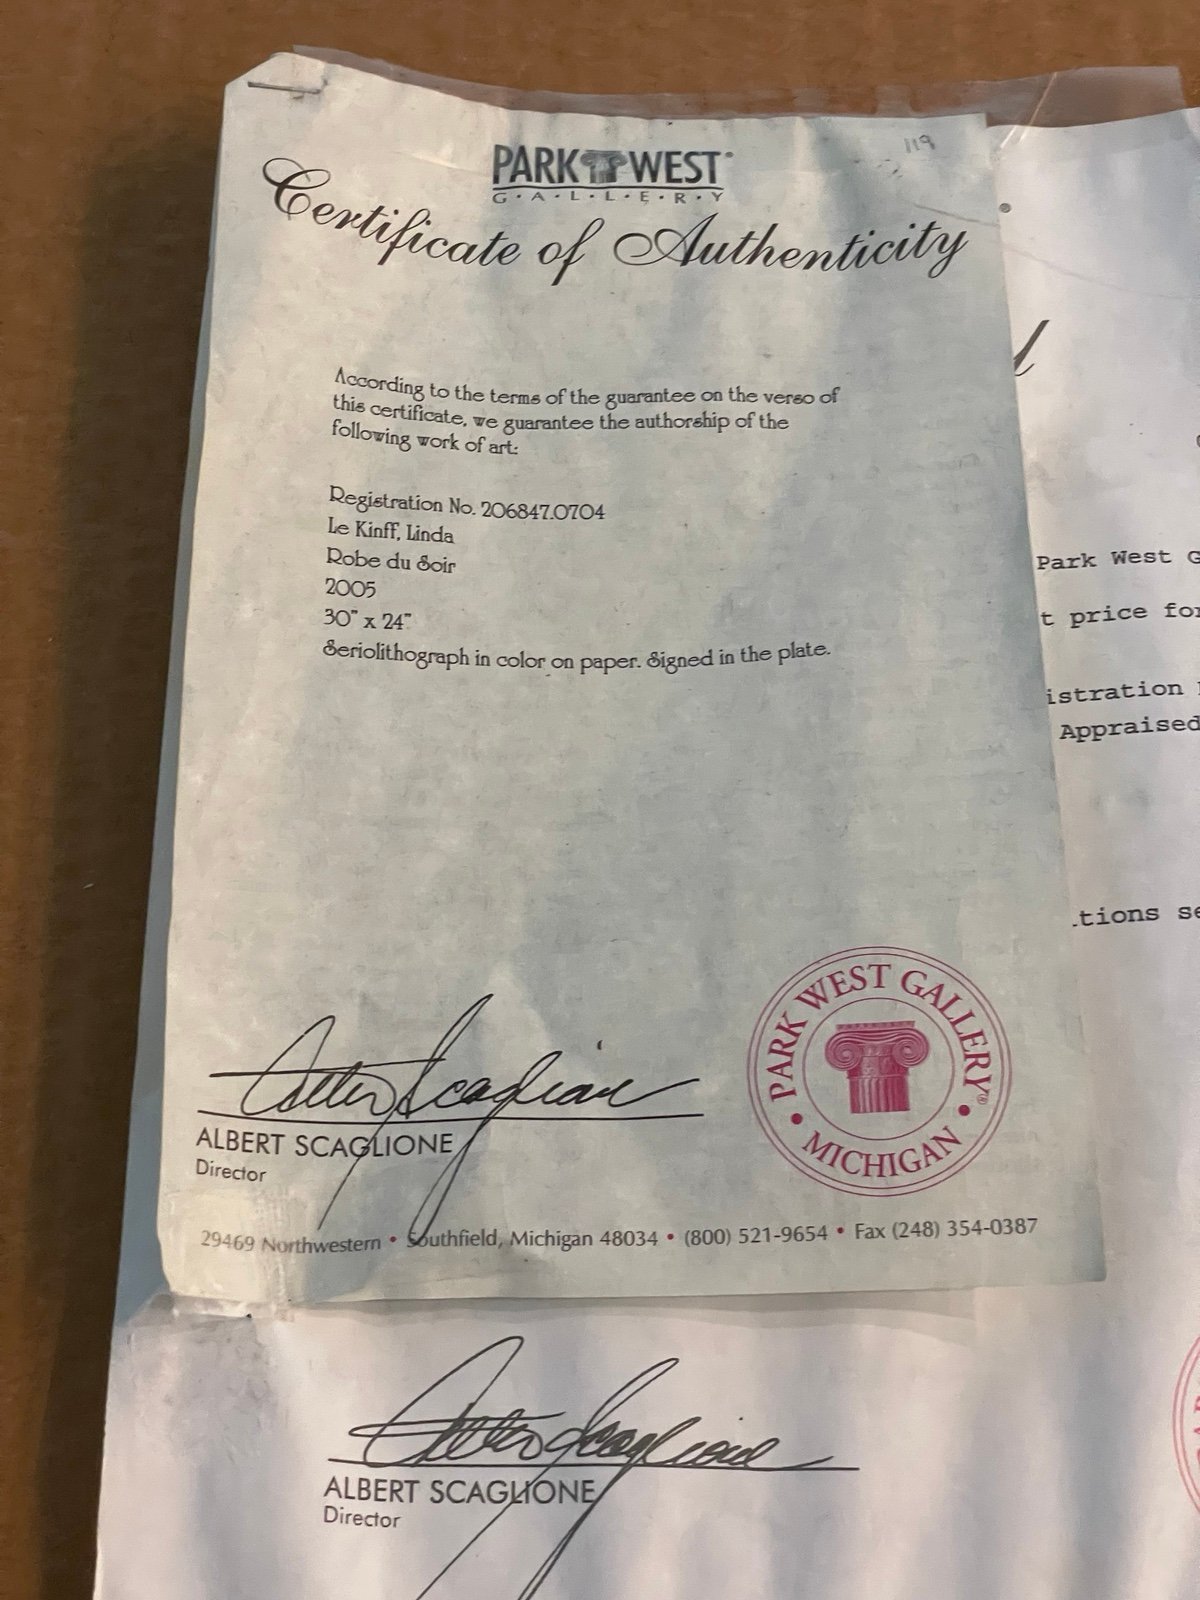 119
PARK WEST®
G·A·L·L·E·R·Y
Certificate of Authenticity
According to the terms of the guarantee on the verso of
this certificate, we guarantee the authorship of the
following work of art:
Registration No. 206847.0704
Le Kinff, Linda
Robe du Soir
2005
30" x 24"
Seriolithograph in color on paper. Signed in the plate.
Park West G
t price for
istration
Appraised
tions se
PARK WEST GALLERY®
• MICHIGAN •
Albert Scaglione
ALBERT SCAGLIONE
Director
29469 Northwestern • Southfield, Michigan 48034 • (800) 521-9654 • Fax (248) 354-0387
Albert Scaglione
ALBERT SCAGLIONE
Director